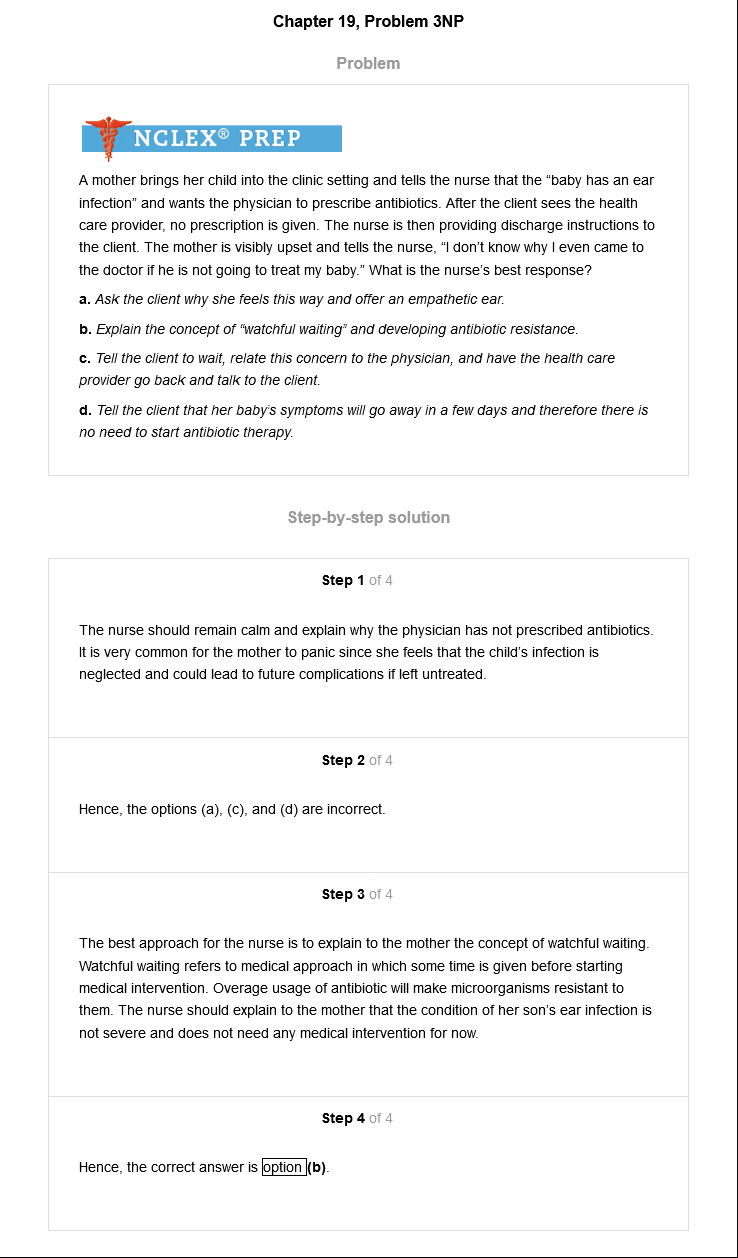 Chapter 19, Problem 3NP
Problem
NCLEX® PREP
A mother brings her child into the clinic setting and tells the nurse that the “baby has an ear
infection” and wants the physician to prescribe antibiotics. After the client sees the health
care provider, no prescription is given. The nurse is then providing discharge instructions to
the client. The mother is visibly upset and tells the nurse, “I don’t know why I even came to
the doctor if he is not going to treat my baby.” What is the nurse’s best response?
a. Ask the client why she feels this way and offer an empathetic ear.
b. Explain the concept of “watchful waiting” and developing antibiotic resistance.
c. Tell the client to wait, relate this concern to the physician, and have the health care
provider go back and talk to the client.
d. Tell the client that her baby’s symptoms will go away in a few days and therefore there is
no need to start antibiotic therapy.
Step-by-step solution
Step 1 of 4
The nurse should remain calm and explain why the physician has not prescribed antibiotics.
It is very common for the mother to panic since she feels that the child’s infection is
neglected and could lead to future complications if left untreated.
Step 2 of 4
Hence, the options (a), (c), and (d) are incorrect.
Step 3 of 4
The best approach for the nurse is to explain to the mother the concept of watchful waiting.
Watchful waiting refers to medical approach in which some time is given before starting
medical intervention. Overage usage of antibiotic will make microorganisms resistant to
them. The nurse should explain to the mother that the condition of her son’s ear infection is
not severe and does not need any medical intervention for now.
Step 4 of 4
Hence, the correct answer is option (b).